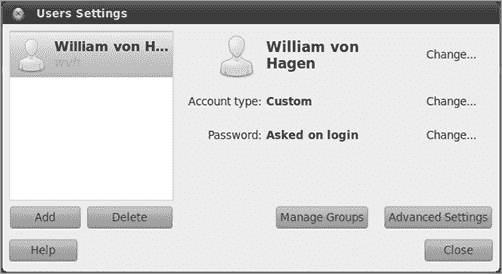 Users Settings
William von H...
wvh
William von
Hagen
Change...
Account type: Custom
Change...
Password: Asked on login
Change...
Add
Delete
Manage Groups
Advanced Settings
Help
Close